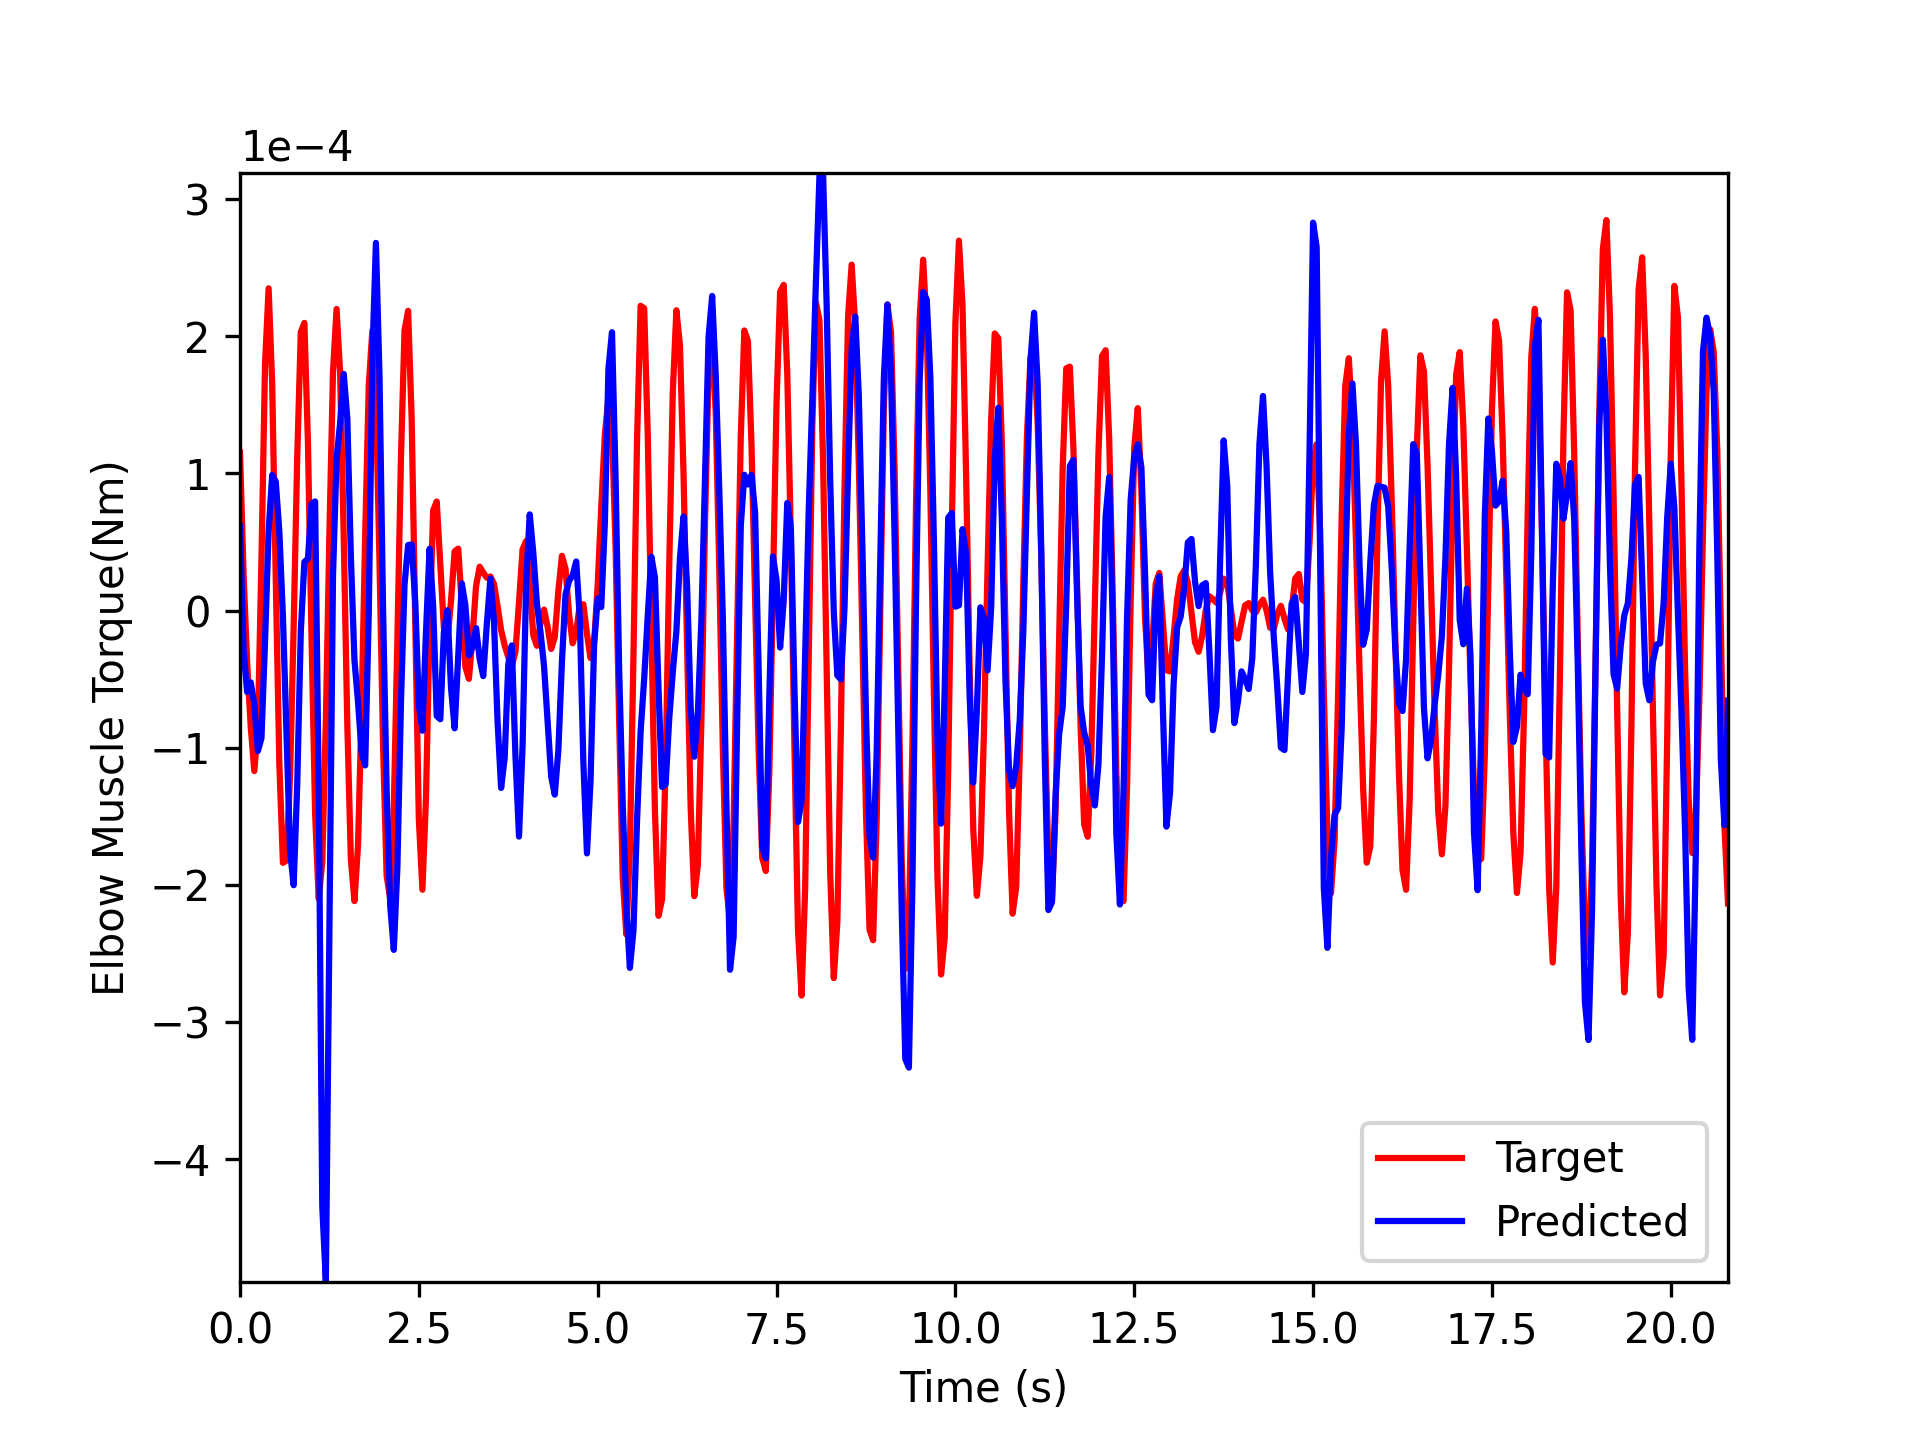 1e−4
3
2
1
0
−1
−2
−3
−4
Elbow Muscle Torque(Nm)
0.0 2.5 5.0 7.5 10.0 12.5 15.0 17.5 20.0
Time (s)
Target
Predicted